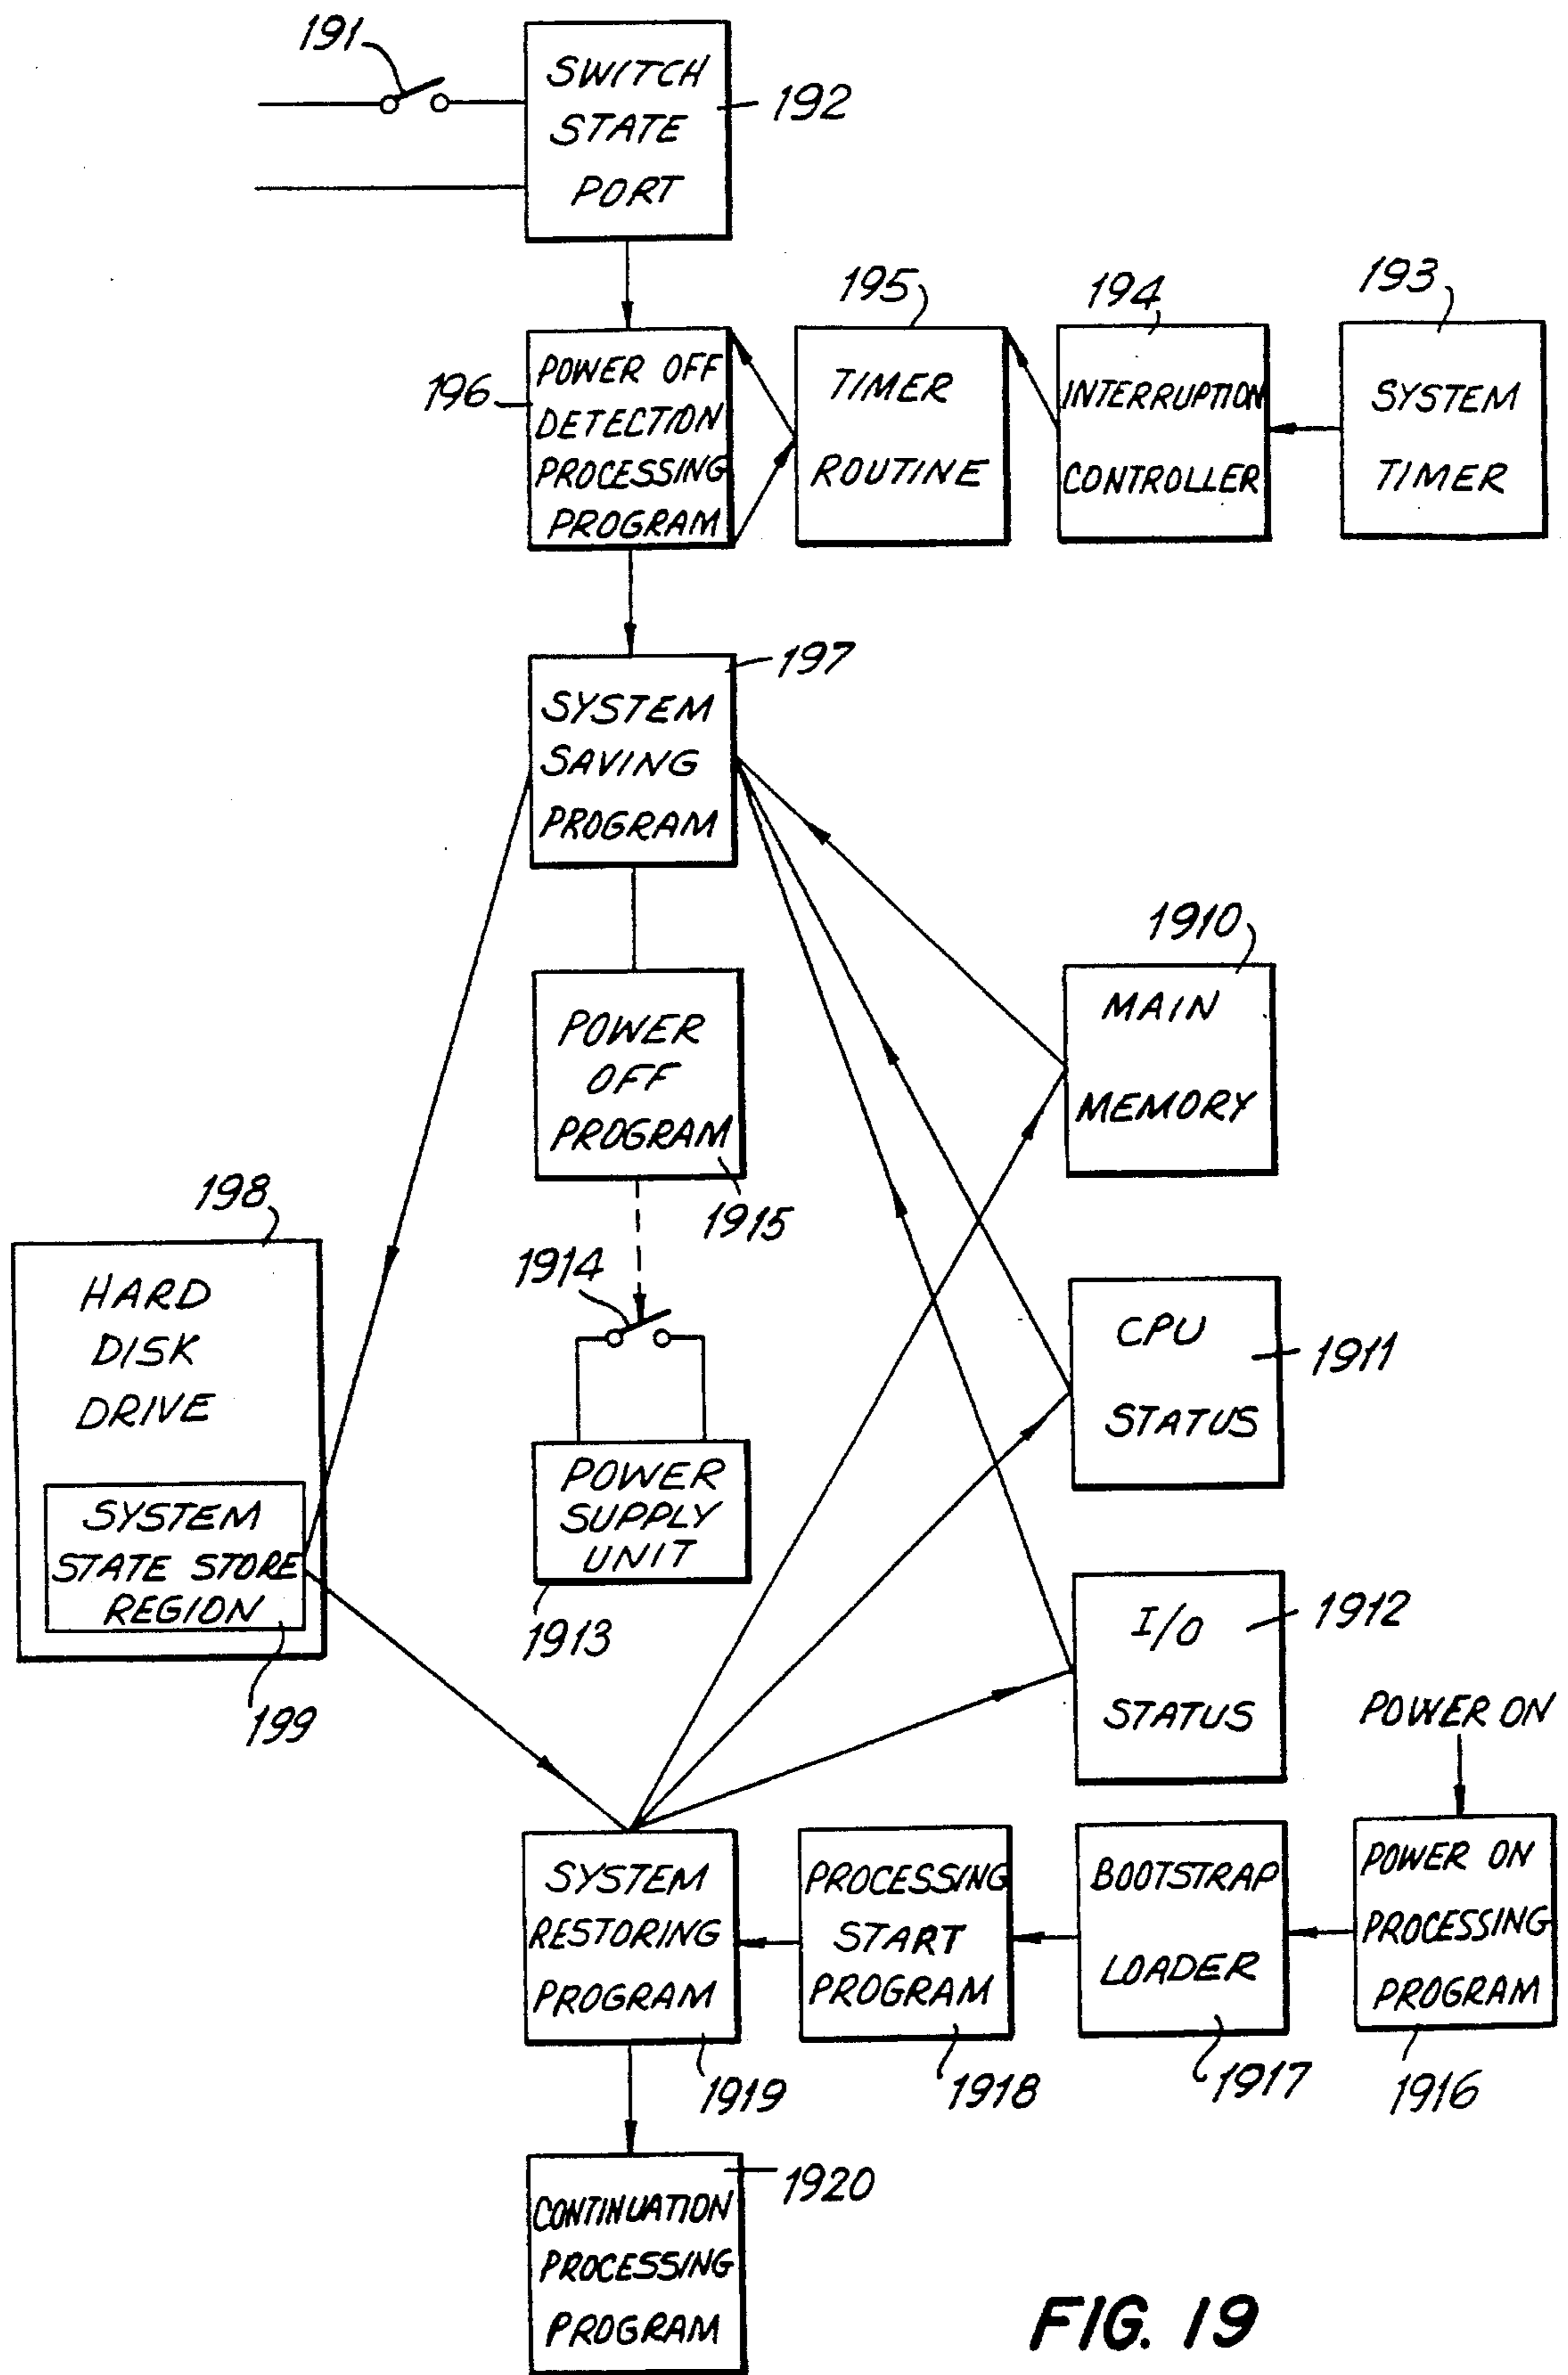 191
SWITCH
STATE
PORT
192
195
194
193
196
POWER OFF
DETECTION
PROCESSING
PROGRAM
TIMER
ROUTINE
INTERRUPTION
CONTROLLER
SYSTEM
TIMER
197
SYSTEM
SAVING
PROGRAM
1910
MAIN
MEMORY
POWER
OFF
PROGRAM
1915
198
HARD
DISK
DRIVE
1914
CPU
STATUS
1911
SYSTEM
STATE STORE
REGION
199
POWER
SUPPLY
UNIT
1913
I/O
STATUS
1912
POWER ON
SYSTEM
RESTORING
PROGRAM
1919
PROCESSING
START
PROGRAM
1918
BOOTSTRAP
LOADER
1917
POWER ON
PROCESSING
PROGRAM
1916
CONTINUATION
PROCESSING
PROGRAM
1920
FIG. 19